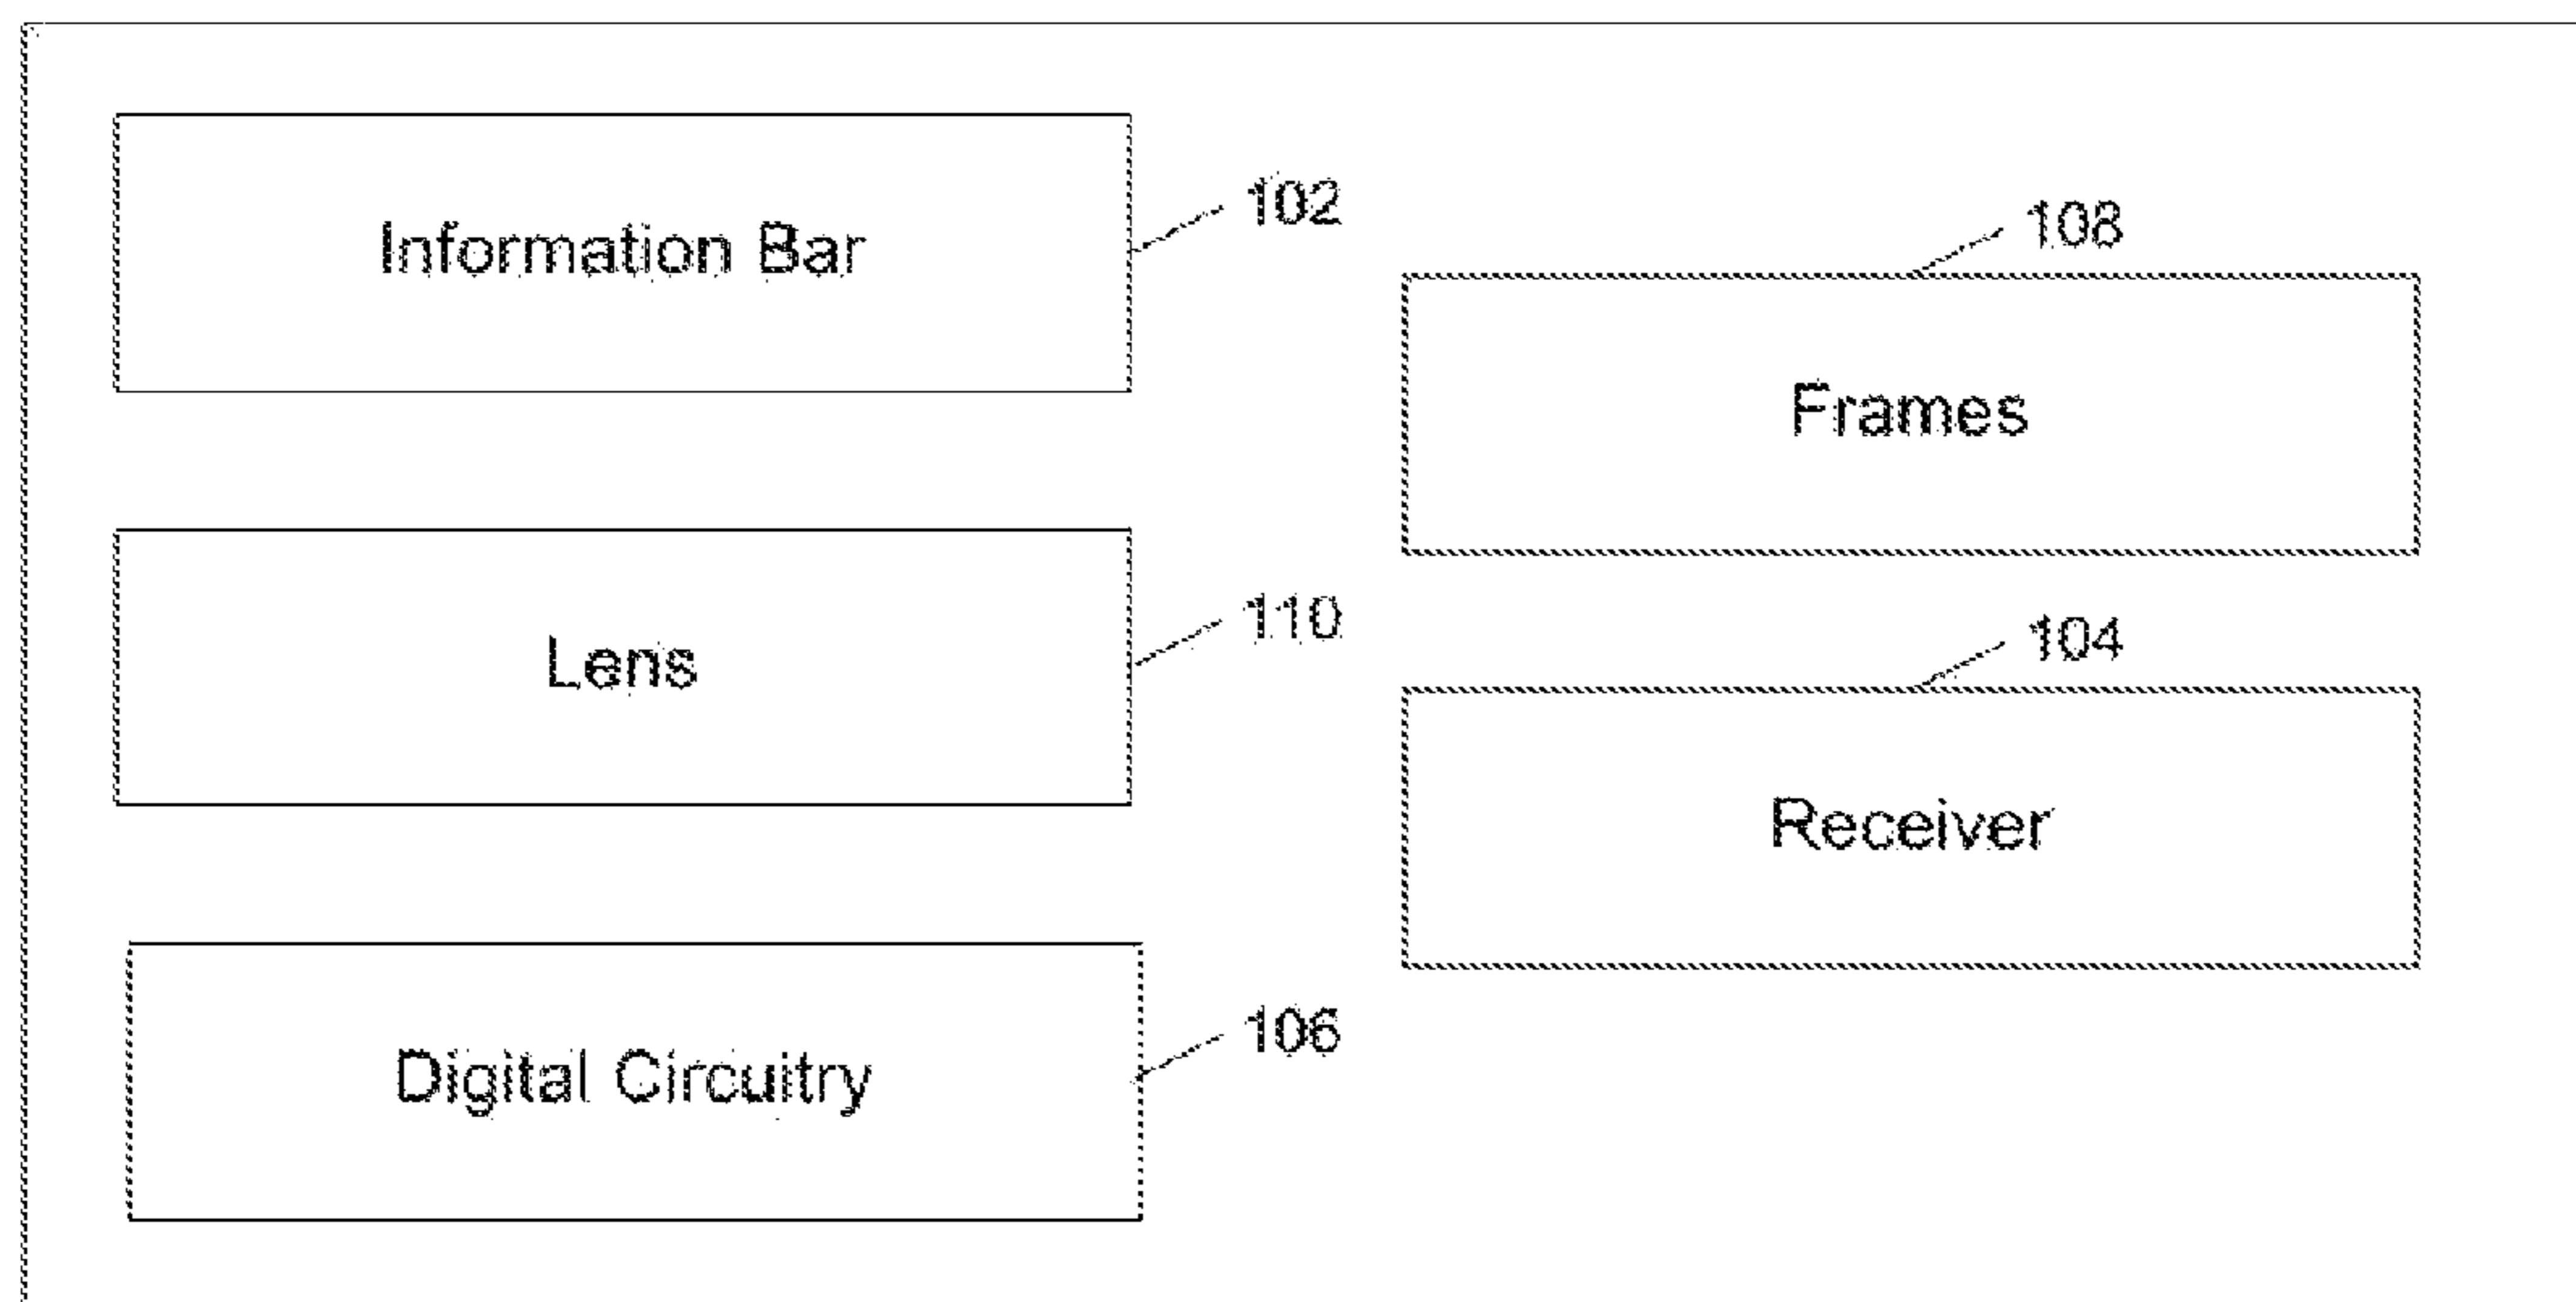 Information Bar
102
108
Frames
Lens
110
104
Receiver
Digital Circuitry
106